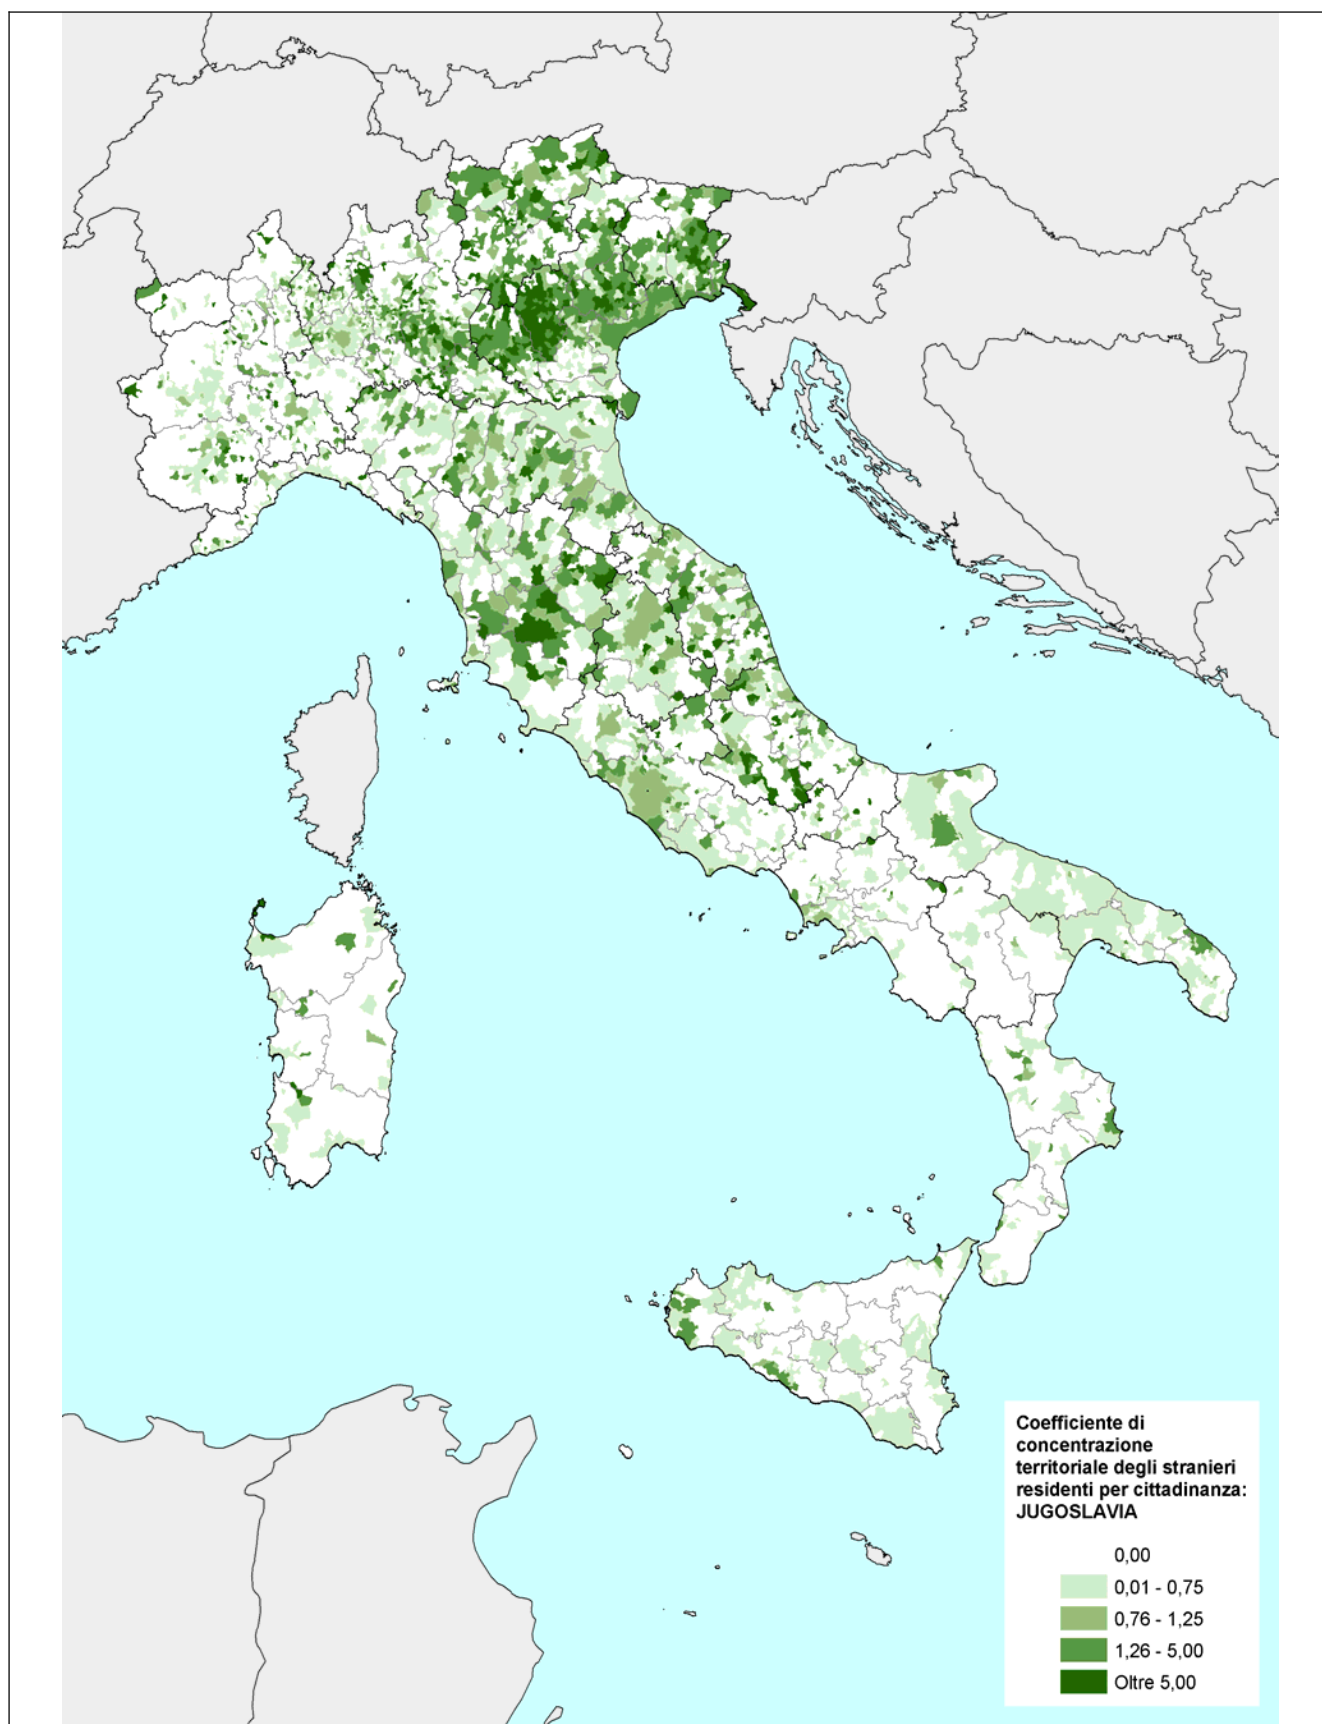 Coefficiente di
concentrazione
territoriale degli stranieri
residenti per cittadinanza:
JUGOSLAVIA
0,00
0,01 - 0,75
0,76 - 1,25
1,26 - 5,00
Oltre 5,00